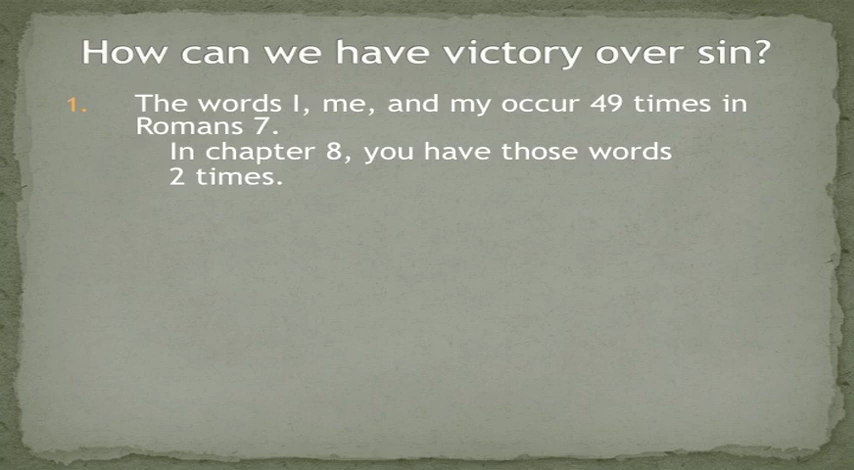 How can we have victory over sin?
1. The words I, me, and my occur 49 times in
Romans 7.
In chapter 8, you have those words
2 times.